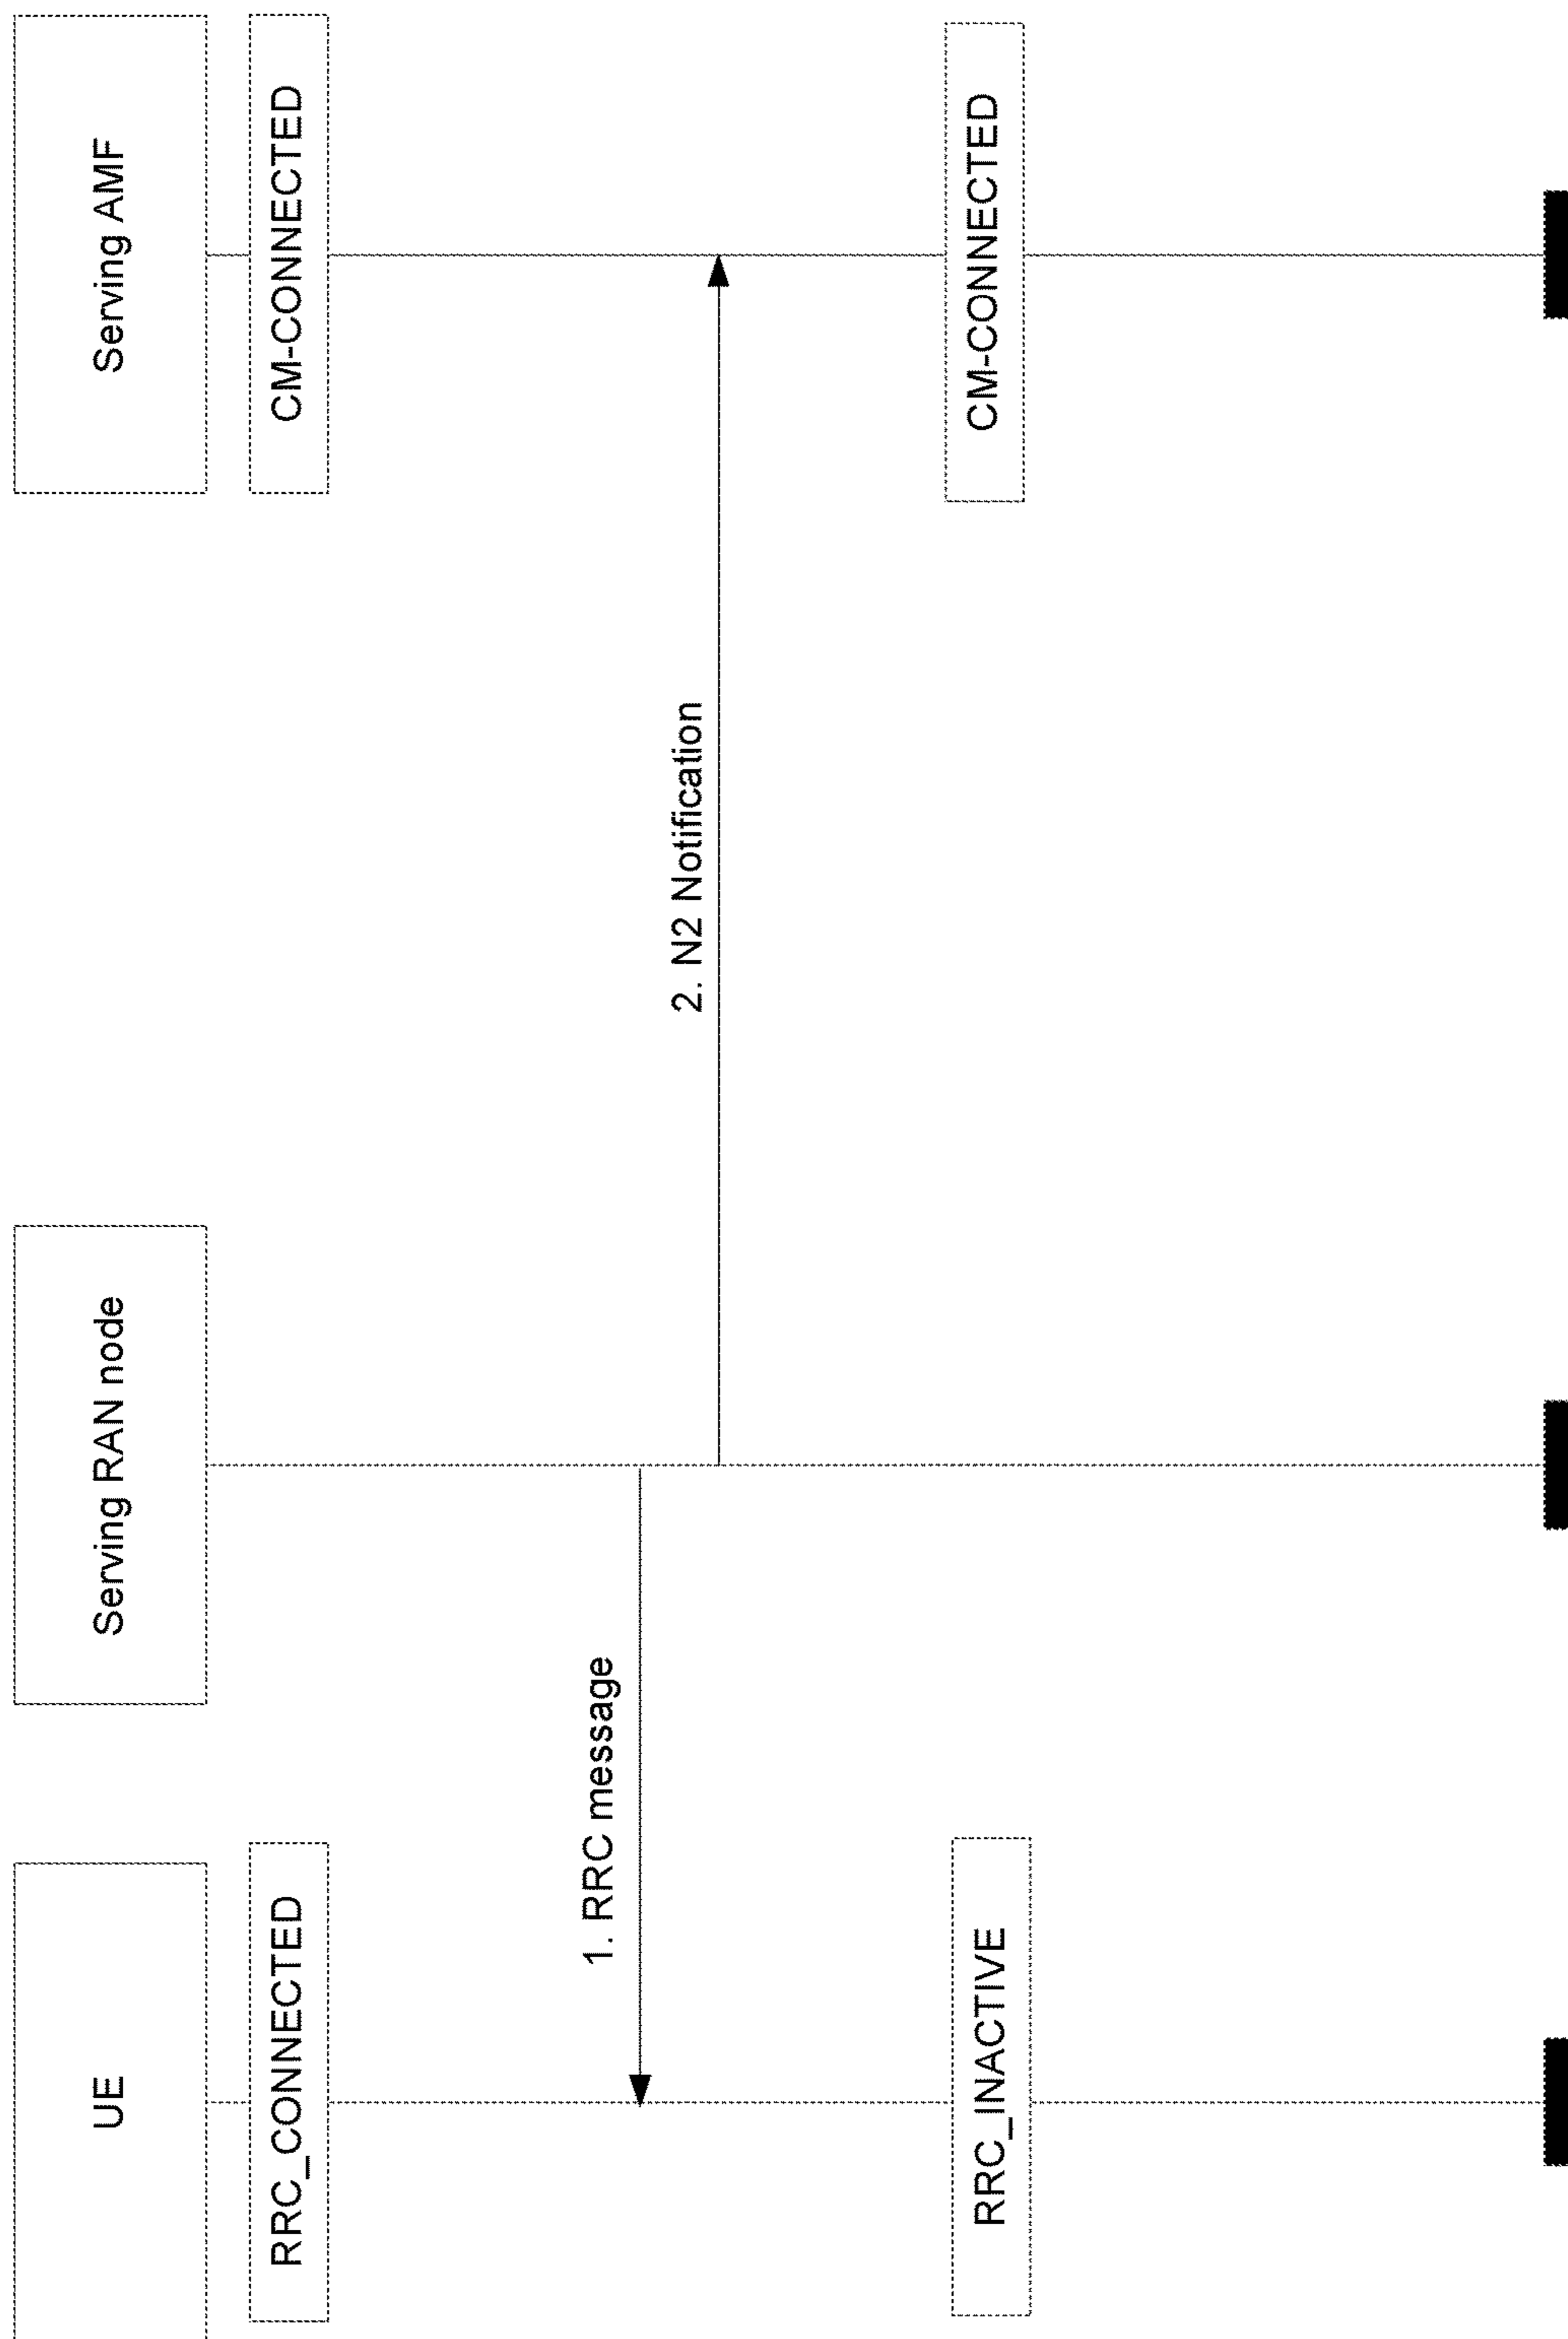 UE
Serving RAN node
Serving AMF
RRC_CONNECTED
CM-CONNECTED
1. RRC message
2. N2 Notification
RRC_INACTIVE
CM-CONNECTED